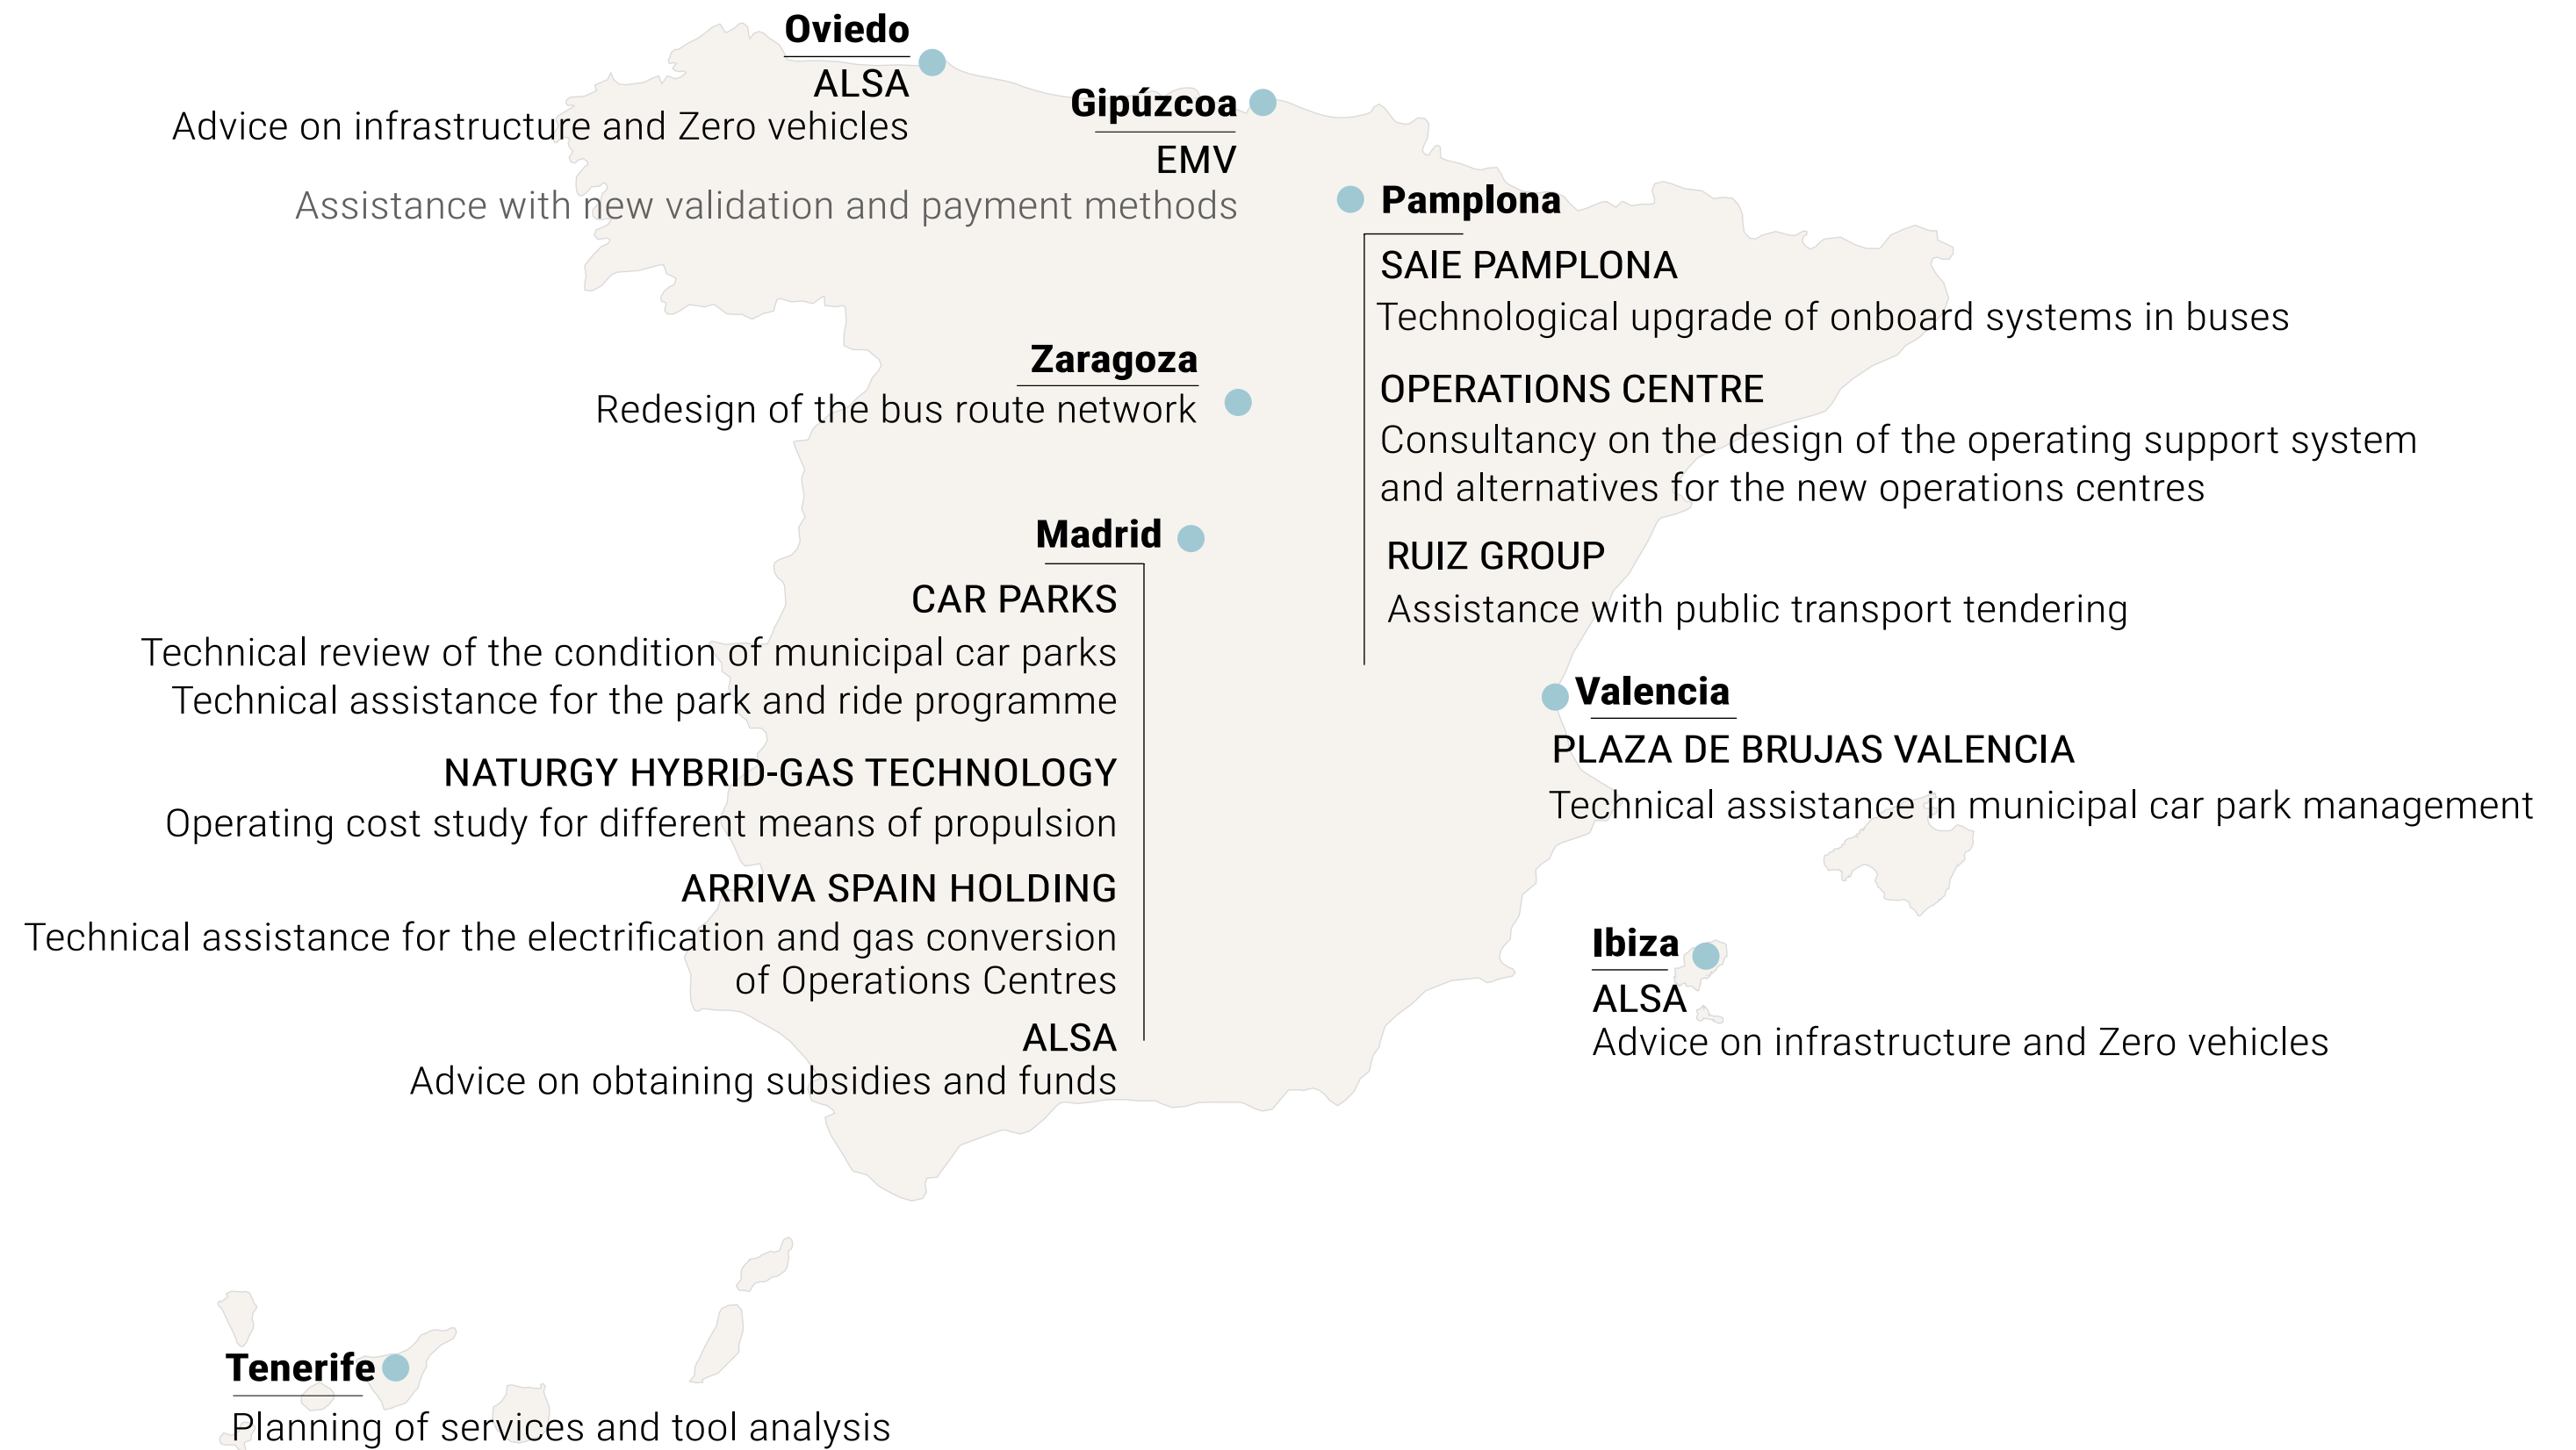 Oviedo
ALSA
Advice on infrastructure and Zero vehicles
Gipúzcoa
EMV
Assistance with new validation and payment methods
Pamplona
SAIE PAMPLONA
Technological upgrade of onboard systems in buses
OPERATIONS CENTRE
Consultancy on the design of the operating support system
and alternatives for the new operations centres
RUIZ GROUP
Assistance with public transport tendering
Zaragoza
Redesign of the bus route network
Madrid
CAR PARKS
Technical review of the condition of municipal car parks
Technical assistance for the park and ride programme
NATURGY HYBRID-GAS TECHNOLOGY
Operating cost study for different means of propulsion
ARRIVA SPAIN HOLDING
Technical assistance for the electrification and gas conversion
of Operations Centres
ALSA
Advice on obtaining subsidies and funds
Valencia
PLAZA DE BRUJAS VALENCIA
Technical assistance in municipal car park management
Ibiza
ALSA
Advice on infrastructure and Zero vehicles
Tenerife
Planning of services and tool analysis